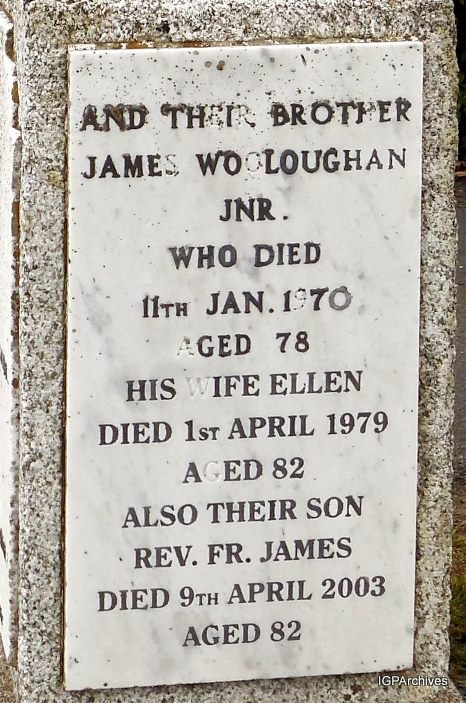 AND THEIR BROTHER
JAMES WOOLOUGHAN
JNR.
WHO DIED
11TH JAN. 1970
AGED 78
HIS WIFE ELLEN
DIED 1ST APRIL 1979
AGED 82
ALSO THEIR SON
REV. FR. JAMES
DIED 9TH APRIL 2003
AGED 82
IGPArchives